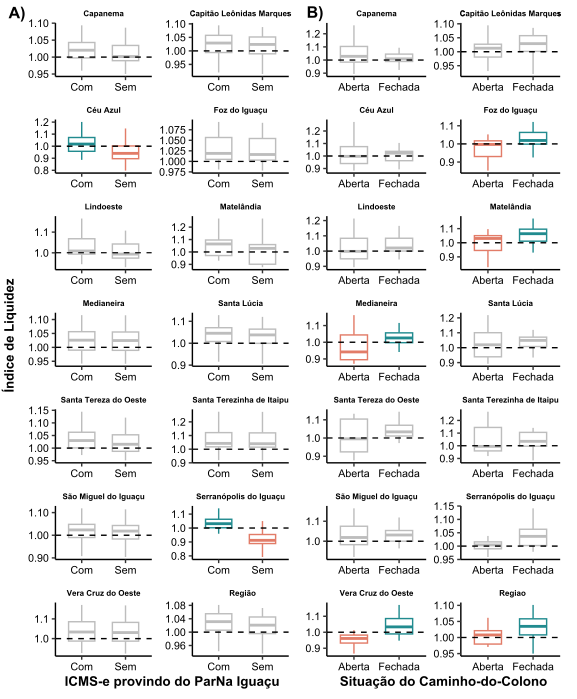 A)
B)
Índice de Liquidez
Capanema
1.10
1.05
1.00
0.95
Com Sem
Capitão Leônidas Marques
1.10
1.05
1.00
0.95
Com Sem
Capanema
1.2
1.1
1.0
0.9
Aberta Fechada
Capitão Leônidas Marques
1.10
1.05
1.00
0.95
Aberta Fechada
Céu Azul
1.2
1.1
1.0
0.9
0.8
Com Sem
Foz do Iguaçu
1.075
1.050
1.025
1.000
0.975
Com Sem
Céu Azul
1.2
1.1
1.0
0.9
Aberta Fechada
Foz do Iguaçu
1.1
1.0
0.9
Aberta Fechada
Lindoeste
1.1
1.0
Com Sem
Matelândia
1.2
1.1
1.0
0.9
Com Sem
Lindoeste
1.2
1.1
1.0
0.9
Aberta Fechada
Matelândia
1.2
1.1
1.0
0.9
Aberta Fechada
Medianeira
1.10
1.05
1.00
0.95
Com Sem
Santa Lúcia
1.1
1.0
0.9
Com Sem
Medianeira
1.1
1.0
0.9
Aberta Fechada
Santa Lúcia
1.2
1.1
1.0
0.9
Aberta Fechada
Santa Tereza do Oeste
1.15
1.10
1.05
1.00
0.95
Com Sem
Santa Terezinha de Itaipu
1.2
1.1
1.0
0.9
Com Sem
Santa Tereza do Oeste
1.1
1.0
0.9
Aberta Fechada
Santa Terezinha de Itaipu
1.2
1.1
1.0
0.9
Aberta Fechada
São Miguel do Iguaçu
1.10
1.00
0.90
Com Sem
Serranópolis do Iguaçu
1.1
1.0
0.9
0.8
Com Sem
São Miguel do Iguaçu
1.1
1.0
Aberta Fechada
Serranópolis do Iguaçu
1.15
1.10
1.05
1.00
Aberta Fechada
Vera Cruz do Oeste
1.1
1.0
Com Sem
Região
1.08
1.04
1.00
0.96
Com Sem
Vera Cruz do Oeste
1.1
1.0
0.9
Aberta Fechada
Regiao
1.10
1.05
1.00
0.95
Aberta Fechada
ICMS-e provindo do ParNa Iguaçu
Situação do Caminho-do-Colono